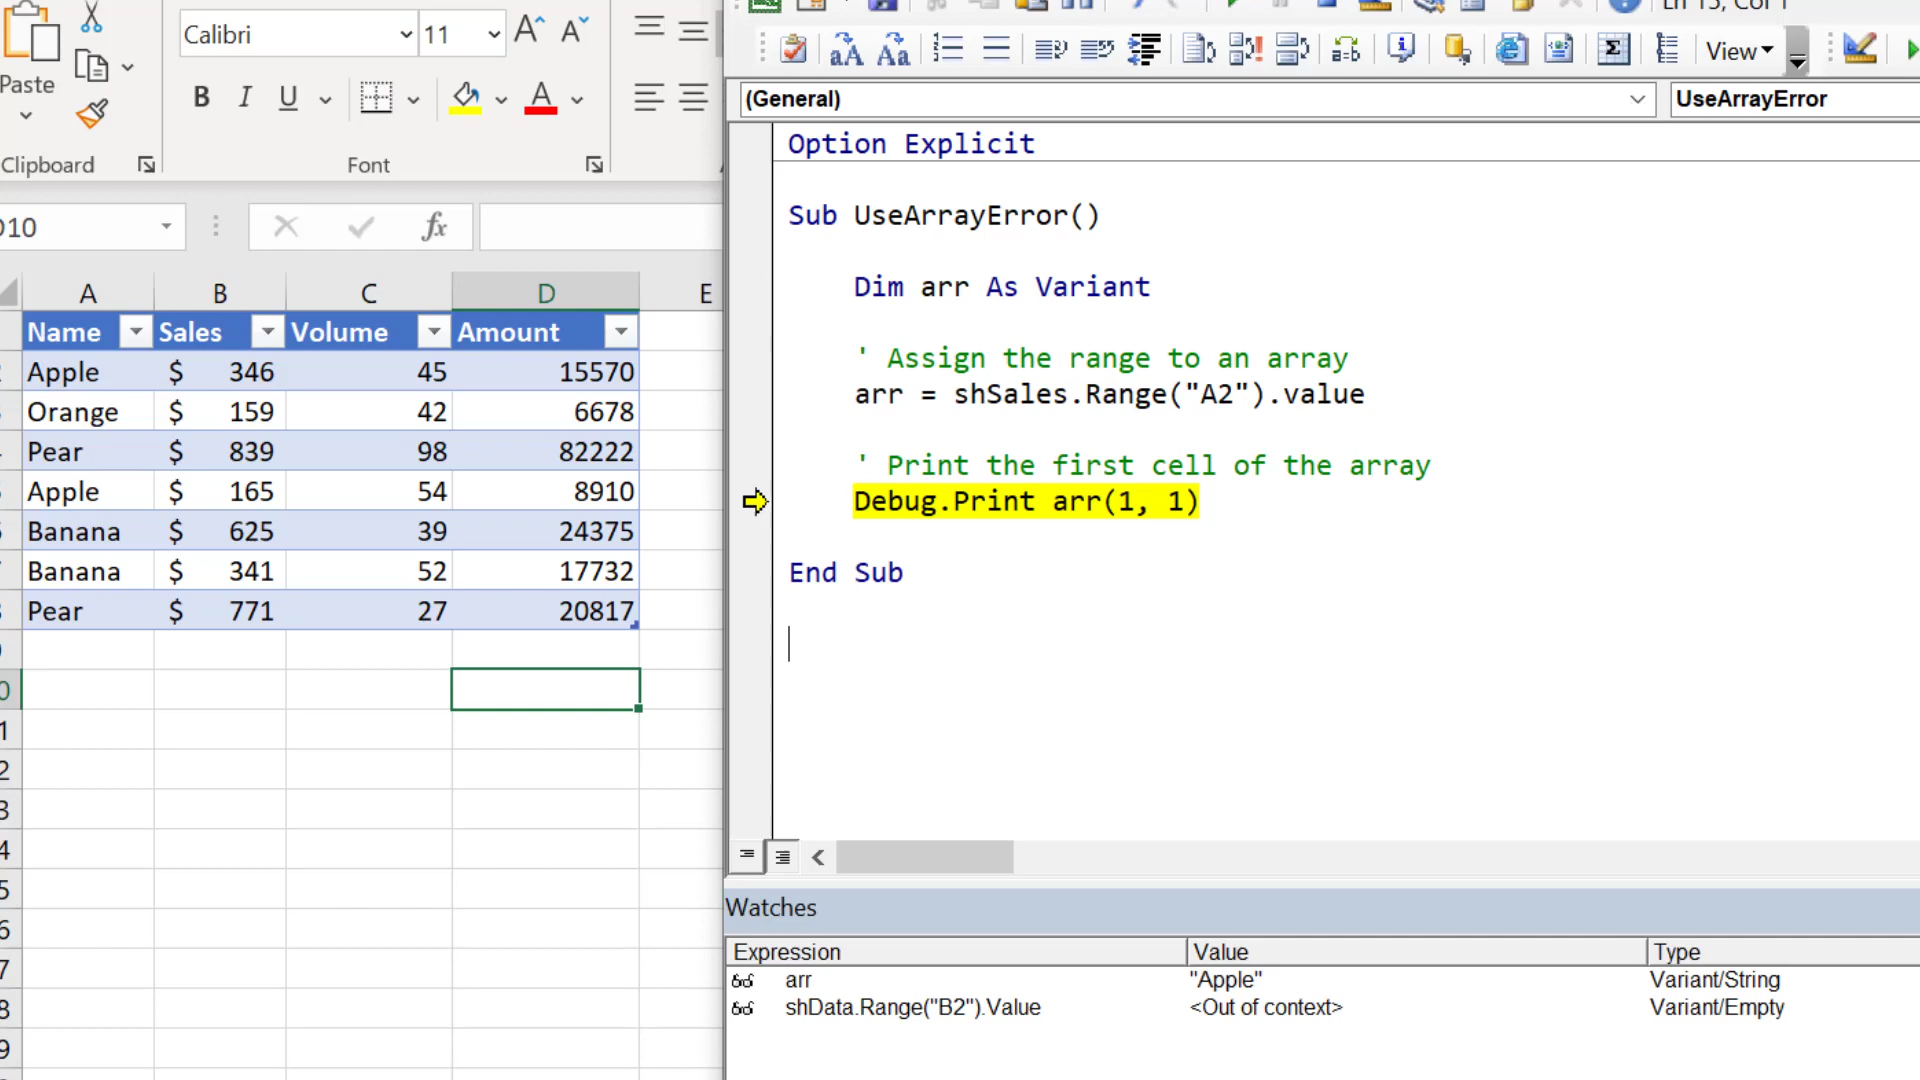 Calibri
11
Paste
B I U
A
Clipboard
Font
View
(General)
UseArrayError
Option Explicit
Sub UseArrayError()
Dim arr As Variant
' Assign the range to an array
arr = shSales.Range("A2").value
' Print the first cell of the array
Debug.Print arr(1, 1)
End Sub
fx
A B C D E
Name Sales Volume Amount
Apple $ 346 45 15570
Orange $ 159 42 6678
Pear $ 839 98 82222
Apple $ 165 54 8910
Banana $ 625 39 24375
Banana $ 341 52 17732
Pear $ 771 27 20817
Watches
Expression Value Type
arr "Apple" Variant/String
shData.Range("B2").Value <Out of context> Variant/Empty